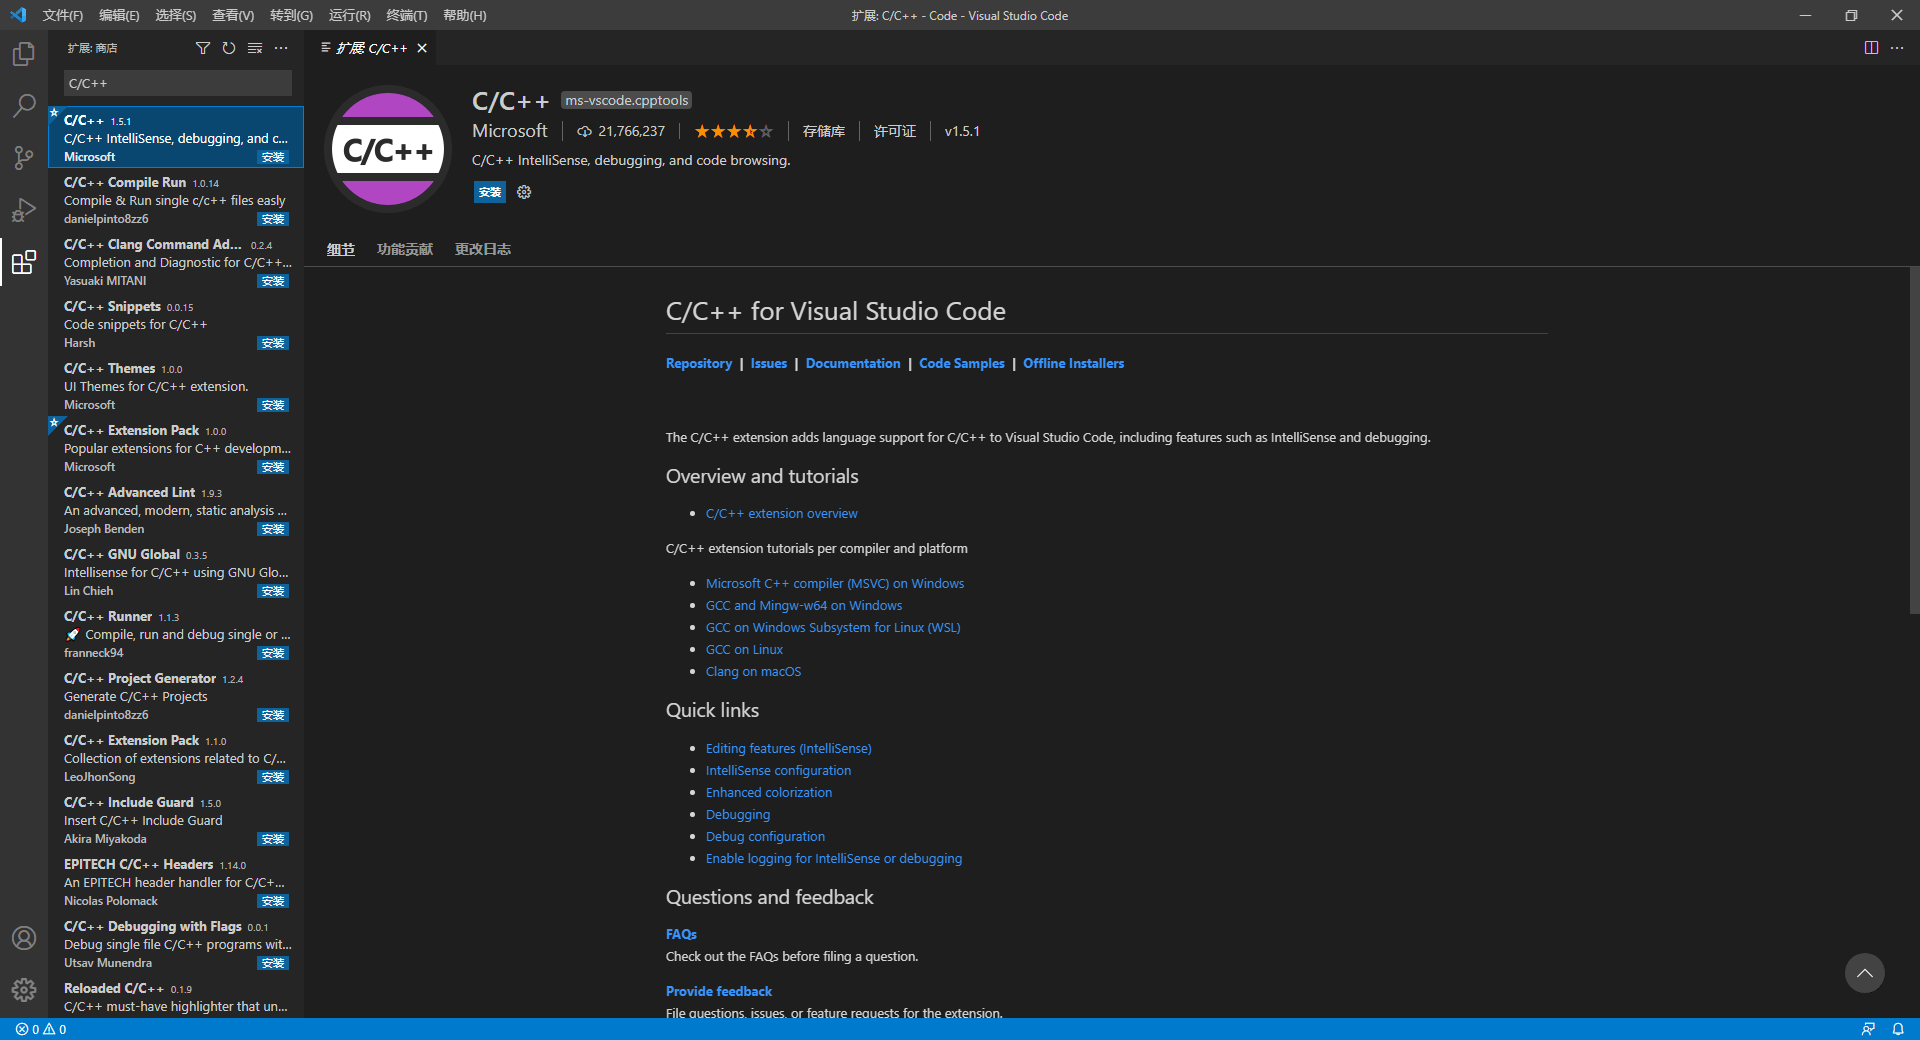 文件(F) 编辑(E) 选择(S) 查看(V) 转到(G) 运行(R) 终端(T) 帮助(H)
扩展: C/C++ - Code - Visual Studio Code
扩展: 商店
C/C++
C/C++ 1.5.1
C/C++ IntelliSense, debugging, and c...
Microsoft 安装
C/C++ Compile Run 1.0.14
Compile & Run single c/c++ files easly
danielpinto8zz6 安装
C/C++ Clang Command Ad... 0.2.4
Completion and Diagnostic for C/C++...
Yasuaki MITANI 安装
C/C++ Snippets 0.0.15
Code snippets for C/C++
Harsh 安装
C/C++ Themes 1.0.0
UI Themes for C/C++ extension.
Microsoft 安装
C/C++ Extension Pack 1.0.0
Popular extensions for C++ developm...
Microsoft 安装
C/C++ Advanced Lint 1.9.3
An advanced, modern, static analysis ...
Joseph Benden 安装
C/C++ GNU Global 0.3.5
Intellisense for C/C++ using GNU Glo...
Lin Chieh 安装
C/C++ Runner 1.1.3
🚀 Compile, run and debug single or ...
franneck94 安装
C/C++ Project Generator 1.2.4
Generate C/C++ Projects
danielpinto8zz6 安装
C/C++ Extension Pack 1.1.0
Collection of extensions related to C/...
LeoJhonSong 安装
C/C++ Include Guard 1.5.0
Insert C/C++ Include Guard
Akira Miyakoda 安装
EPITECH C/C++ Headers 1.14.0
An EPITECH header handler for C/C+...
Nicolas Polomack 安装
C/C++ Debugging with Flags 0.0.1
Debug single file C/C++ programs wit...
Utsav Munendra 安装
Reloaded C/C++ 0.1.9
C/C++ must-have highlighter that un...
扩展: C/C++
C/C++
C/C++ ms-vscode.cpptools
Microsoft 21,766,237 存储库 许可证 v1.5.1
C/C++ IntelliSense, debugging, and code browsing.
安装
细节 功能贡献 更改日志
C/C++ for Visual Studio Code
Repository | Issues | Documentation | Code Samples | Offline Installers
The C/C++ extension adds language support for C/C++ to Visual Studio Code, including features such as IntelliSense and debugging.
Overview and tutorials
• C/C++ extension overview
C/C++ extension tutorials per compiler and platform
• Microsoft C++ compiler (MSVC) on Windows
• GCC and Mingw-w64 on Windows
• GCC on Windows Subsystem for Linux (WSL)
• GCC on Linux
• Clang on macOS
Quick links
• Editing features (IntelliSense)
• IntelliSense configuration
• Enhanced colorization
• Debugging
• Debug configuration
• Enable logging for IntelliSense or debugging
Questions and feedback
FAQs
Check out the FAQs before filing a question.
Provide feedback
File questions, issues, or feature requests for the extension.
0 0